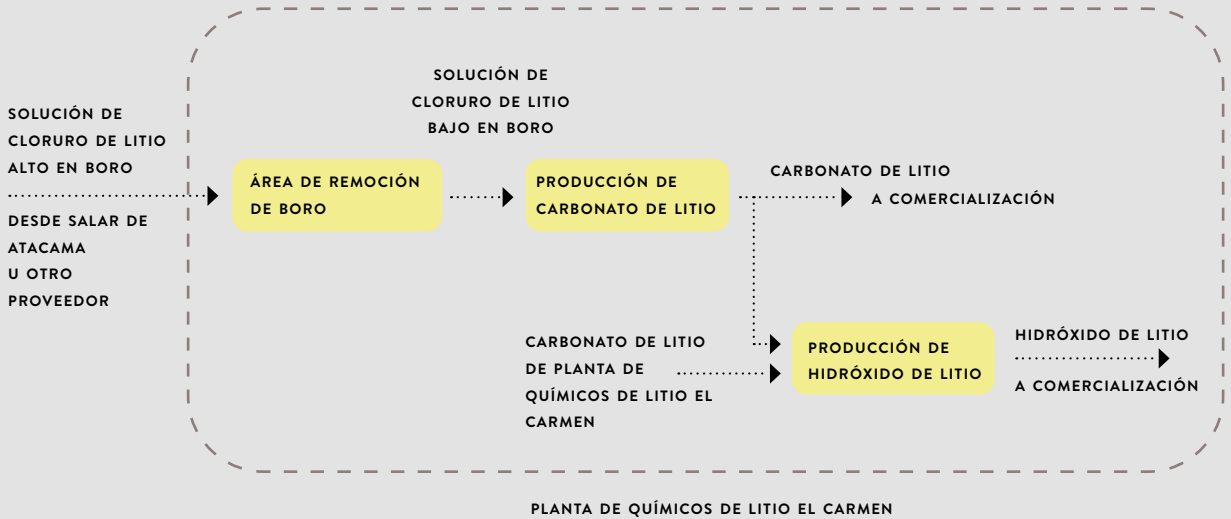 SOLUCIÓN DE
CLORURO DE LITIO
ALTO EN BORO
DESDE SALAR DE
ATACAMA
U OTRO
PROVEEDOR
ÁREA DE REMOCIÓN
DE BORO
SOLUCIÓN DE
CLORURO DE LITIO
BAJO EN BORO
PRODUCCIÓN DE
CARBONATO DE LITIO
CARBONATO DE LITIO
A COMERCIALIZACIÓN
CARBONATO DE LITIO
DE PLANTA DE
QUÍMICOS DE LITIO EL
CARMEN
PRODUCCIÓN DE
HIDRÓXIDO DE LITIO
HIDRÓXIDO DE LITIO
A COMERCIALIZACIÓN
PLANTA DE QUÍMICOS DE LITIO EL CARMEN